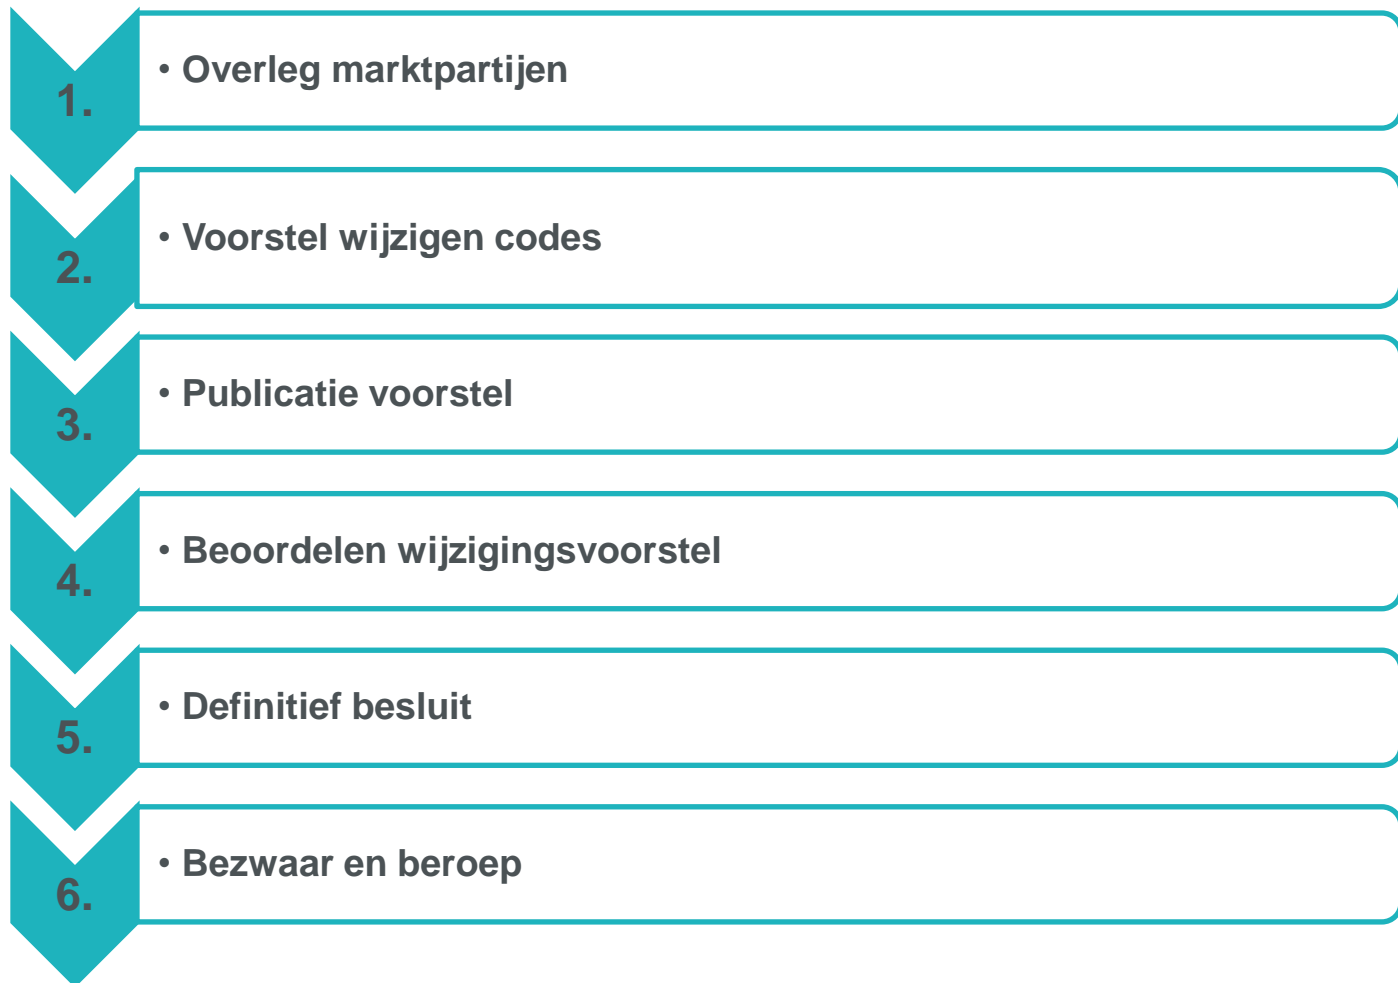 1.
• Overleg marktpartijen
2.
• Voorstel wijzigen codes
3.
• Publicatie voorstel
4.
• Beoordelen wijzigingsvoorstel
5.
• Definitief besluit
6.
• Bezwaar en beroep